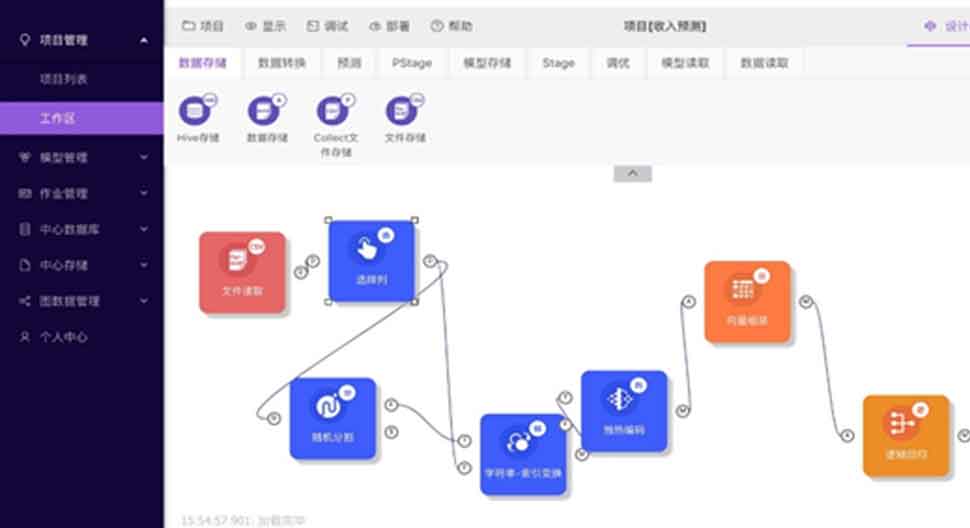 项目管理
项目列表
工作区
模型管理
作业管理
中心数据库
中心存储
图数据管理
个人中心
项目 显示 调试 部署 帮助 项目[收入预测] 设计
数据存储 数据转换 预测 PStage 模型存储 Stage 调优 模型读取 数据读取
Hive存储 数据存储 Collect文件存储 文件存储
文件读取
选择列
向量组装
随机分割
独热编码
字符串-索引变换
逻辑回归
15:54:57.901: 加载完毕